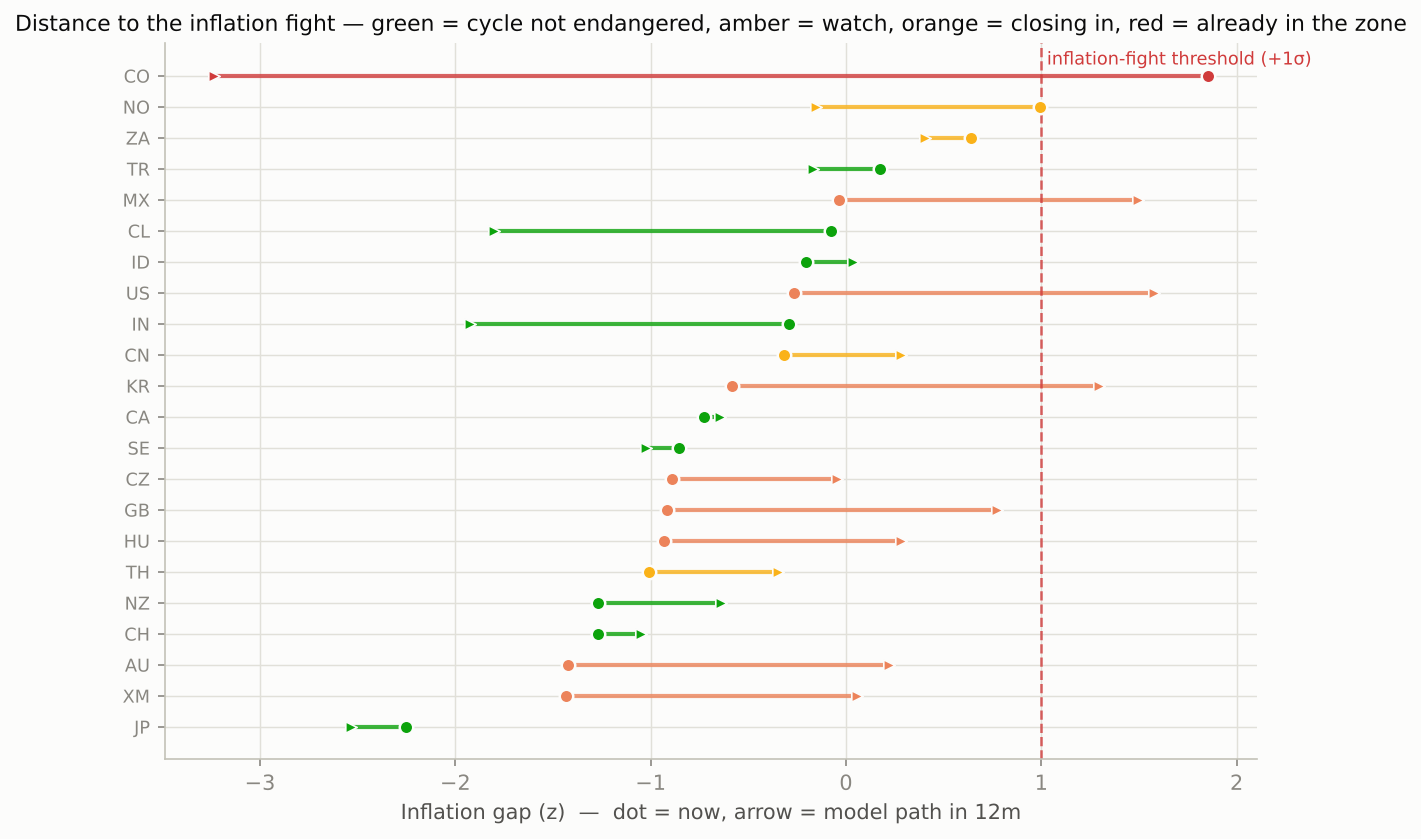 Distance to the inflation fight — green = cycle not endangered, amber = watch, orange = closing in, red = already in the zone
inflation-fight threshold (+1σ)
CO
NO
ZA
TR
MX
CL
ID
US
IN
CN
KR
CA
SE
CZ
GB
HU
TH
NZ
CH
AU
XM
JP
−3 −2 −1 0 1 2
Inflation gap (z) — dot = now, arrow = model path in 12m